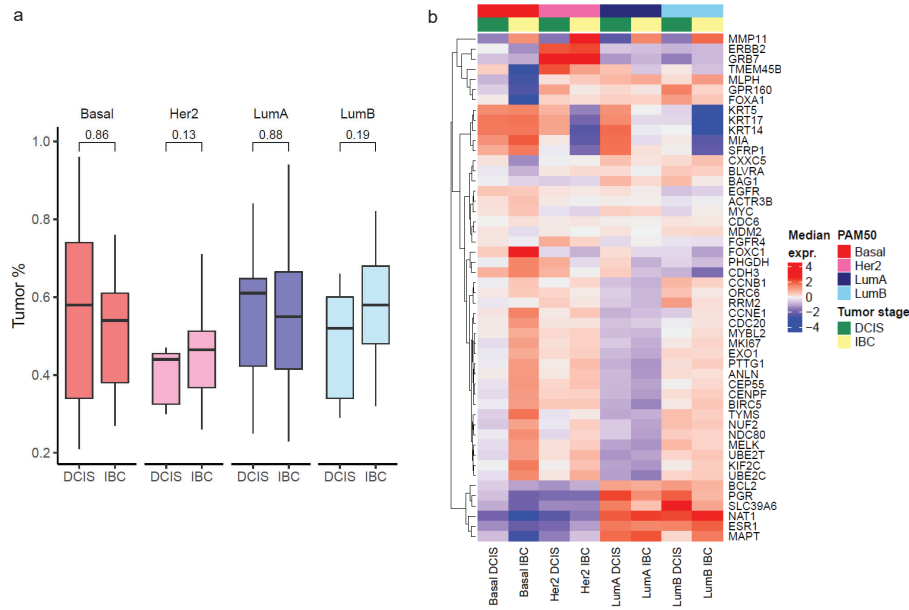 a
Basal Her2 LumA LumB
0.86 0.13 0.88 0.19
Tumor %
1.0
0.8
0.6
0.4
0.2
DCIS IBC DCIS IBC DCIS IBC DCIS IBC
b
MMP11
ERBB2
GRB7
TMEM45B
MLPH
GPR160
FOXA1
KRT5
KRT17
KRT14
MIA
SFRP1
CXXC5
BLVRA
BAG1
EGFR
ACTR3B
MYC
CDC6
MDM2
FGFR4
FOXC1
PHGDH
CDH3
CCNB1
ORC6
RRM2
CCNE1
CDC20
MYBL2
MKI67
EXO1
PTTG1
ANLN
CEP55
CENPF
BIRC5
TYMS
NUF2
NDC80
MELK
UBE2T
KIF2C
UBE2C
BCL2
PGR
SLC39A6
NAT1
ESR1
MAPT
Basal DCIS
Basal IBC
Her2 DCIS
Her2 IBC
LumA DCIS
LumA IBC
LumB DCIS
LumB IBC
Median
expr.
4
2
0
−2
−4
PAM50
Basal
Her2
LumA
LumB
Tumor stage
DCIS
IBC